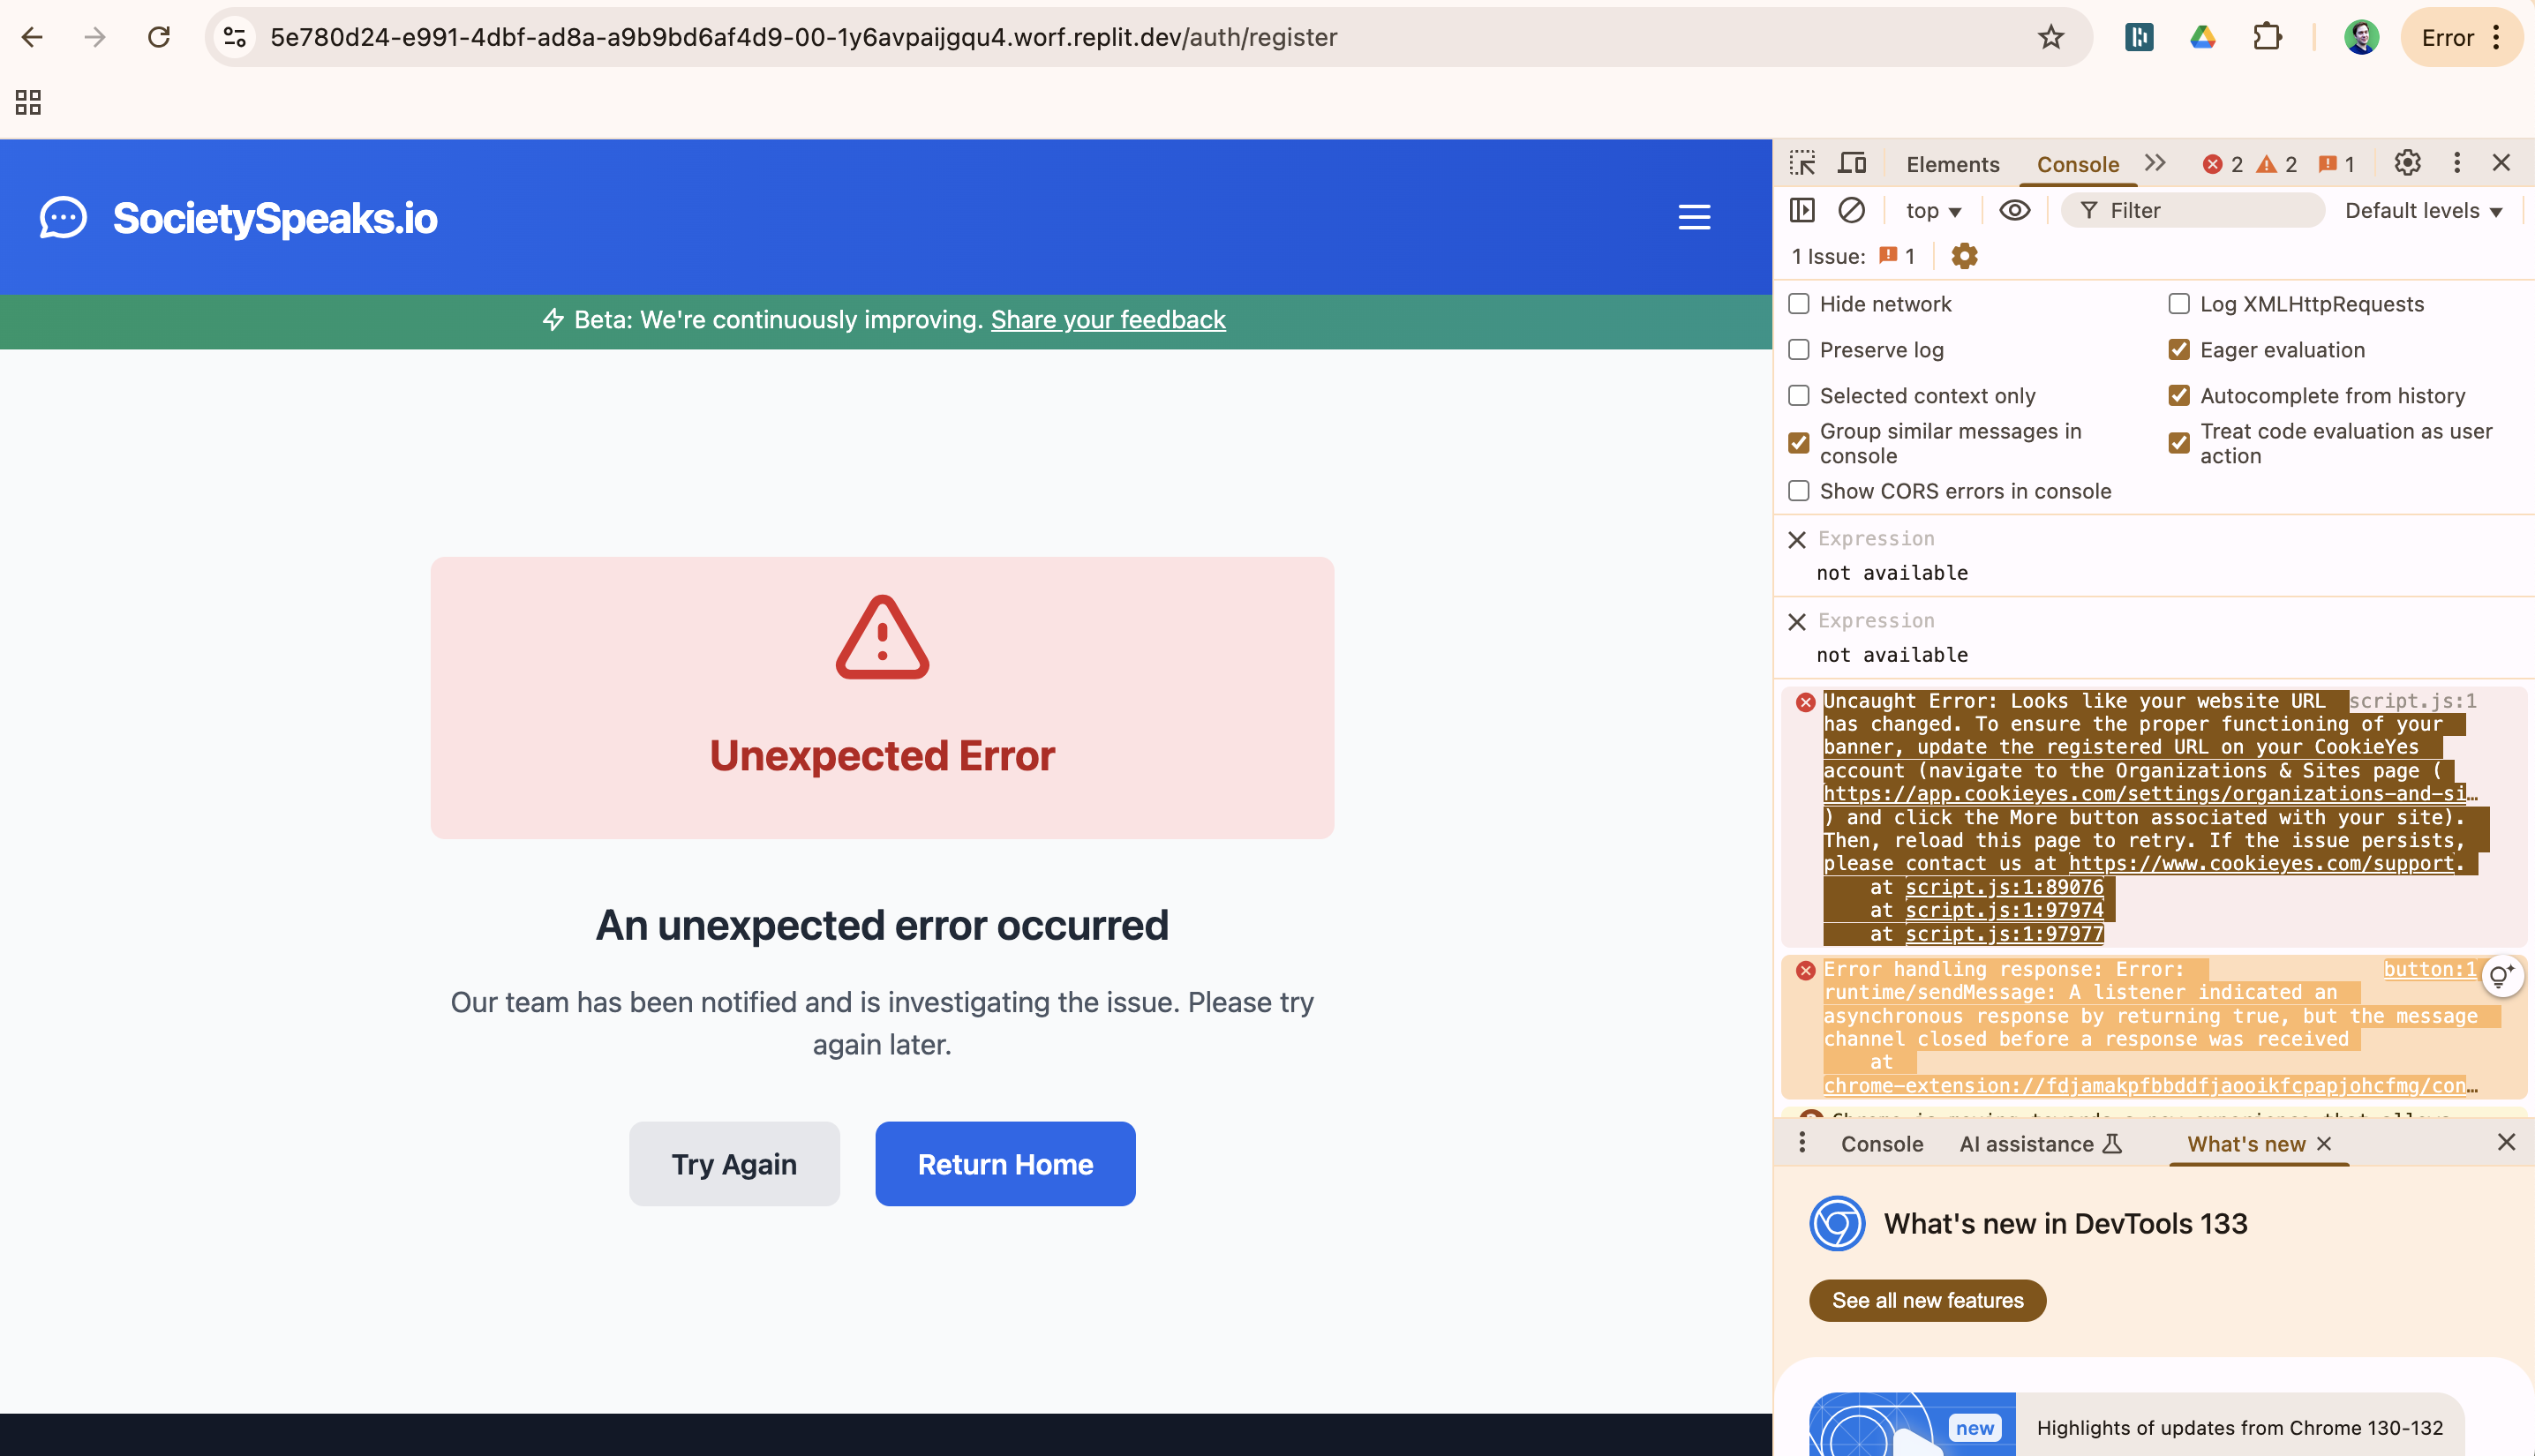 5e780d24-e991-4dbf-ad8a-a9b9bd6af4d9-00-1y6avpaijgqu4.worf.replit.dev/auth/register
Error
SocietySpeaks.io
Beta: We're continuously improving. Share your feedback
Unexpected Error
An unexpected error occurred
Our team has been notified and is investigating the issue. Please try
again later.
Try Again
Return Home
Elements
Console
2
2
1
top
Filter
Default levels
1 Issue:
1
Hide network
Log XMLHttpRequests
Preserve log
Eager evaluation
Selected context only
Autocomplete from history
Group similar messages in
console
Treat code evaluation as user
action
Show CORS errors in console
Expression
not available
Expression
not available
Uncaught Error: Looks like your website URL script.js:1
has changed. To ensure the proper functioning of your
banner, update the registered URL on your CookieYes
account (navigate to the Organizations & Sites page (
https://app.cookieyes.com/settings/organizations-and-si…
) and click the More button associated with your site).
Then, reload this page to retry. If the issue persists,
please contact us at https://www.cookieyes.com/support.
at script.js:1:89076
at script.js:1:97974
at script.js:1:97977
Error handling response: Error: button:1
runtime/sendMessage: A listener indicated an
asynchronous response by returning true, but the message
channel closed before a response was received
at
chrome-extension://fdjamakpfbbddfjaooikfcpapjohcfmg/con…
Console
AI assistance
What's new
What's new in DevTools 133
See all new features
new
Highlights of updates from Chrome 130-132